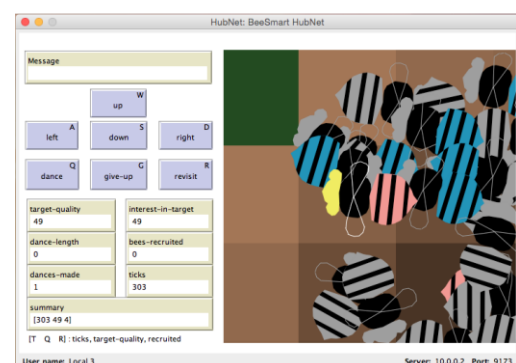 HubNet: BeeSmart HubNet
Message
W
up
A
left
S
down
D
right
Q
dance
G
give-up
R
revisit
target-quality
49
interest-in-target
49
dance-length
0
bees-recruited
0
dances-made
1
ticks
303
summary
[303 49 4]
[T Q R] : ticks, target-quality, recruited
User name: Local 3 Server: 10.0.0.2 Port: 9173